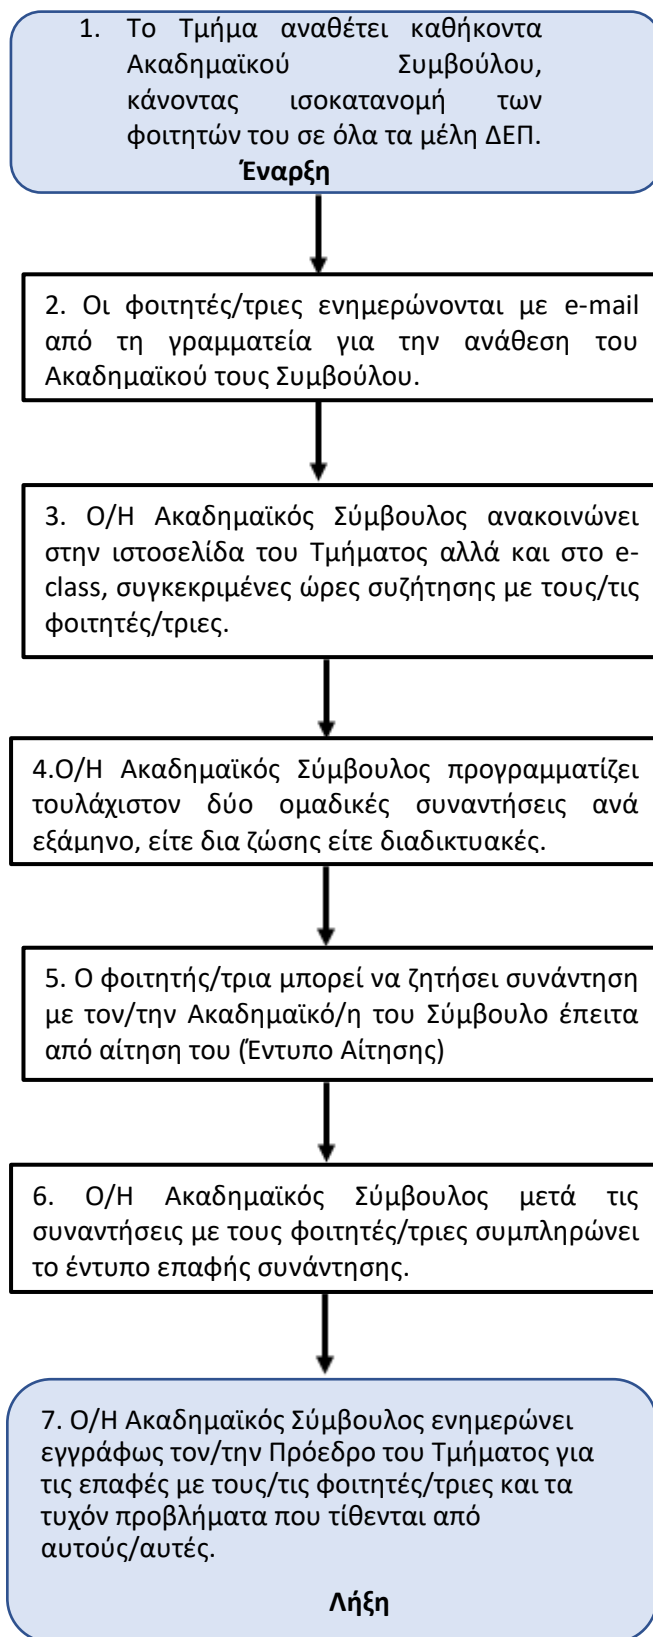 1. Το Τμήμα αναθέτει καθήκοντα
Ακαδημαϊκού Συμβούλου,
κάνοντας ισοκατανομή των
φοιτητών του σε όλα τα μέλη ΔΕΠ.
Έναρξη
2. Οι φοιτητές/τριες ενημερώνονται με e-mail
από τη γραμματεία για την ανάθεση του
Ακαδημαϊκού τους Συμβούλου.
3. Ο/Η Ακαδημαϊκός Σύμβουλος ανακοινώνει
στην ιστοσελίδα του Τμήματος αλλά και στο e-
class, συγκεκριμένες ώρες συζήτησης με τους/τις
φοιτητές/τριες.
4.Ο/Η Ακαδημαϊκός Σύμβουλος προγραμματίζει
τουλάχιστον δύο ομαδικές συναντήσεις ανά
εξάμηνο, είτε δια ζώσης είτε διαδικτυακές.
5. Ο φοιτητής/τρια μπορεί να ζητήσει συνάντηση
με τον/την Ακαδημαϊκό/η του Σύμβουλο έπειτα
από αίτηση του (Έντυπο Αίτησης)
6. Ο/Η Ακαδημαϊκός Σύμβουλος μετά τις
συναντήσεις με τους φοιτητές/τριες συμπληρώνει
το έντυπο επαφής συνάντησης.
7. Ο/Η Ακαδημαϊκός Σύμβουλος ενημερώνει
εγγράφως τον/την Πρόεδρο του Τμήματος για
τις επαφές με τους/τις φοιτητές/τριες και τα
τυχόν προβλήματα που τίθενται από
αυτούς/αυτές.
Λήξη